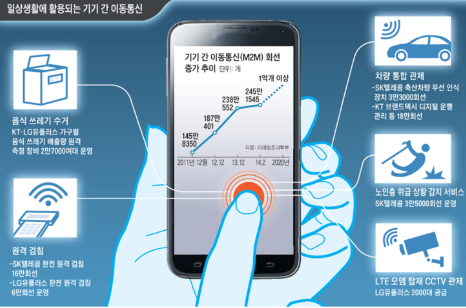 일상생활에 활용되는 기기 간 이동통신
기기 간 이동통신(M2M) 회선
증가 추이 단위: 개
1억개 이상
245만
1545
238만
552
187만
401
145만
8350
자료: 미래창조과학부
2011년 12월 12.12 13.12 14.2 2020년
음식 쓰레기 수거
KT·LG유플러스 가구별
음식 쓰레기 배출량 원격
측정 장비 2만7000여대 운영
원격 검침
-SK텔레콤 한전 원격 검침
16만회선
-LG유플러스 한전 원격 검침
6만회선 운영
차량 통합 관제
-SK텔레콤 축산차량 무선 인식
장치 3만3000회선
-KT 브랜드택시 디지털 운행
관리 등 18만회선
노인층 위급 상황 감지 서비스
SK텔레콤 3만5000회선 운영
LTE 모뎀 탑재 CCTV 관제
LG유플러스 2000대 공급